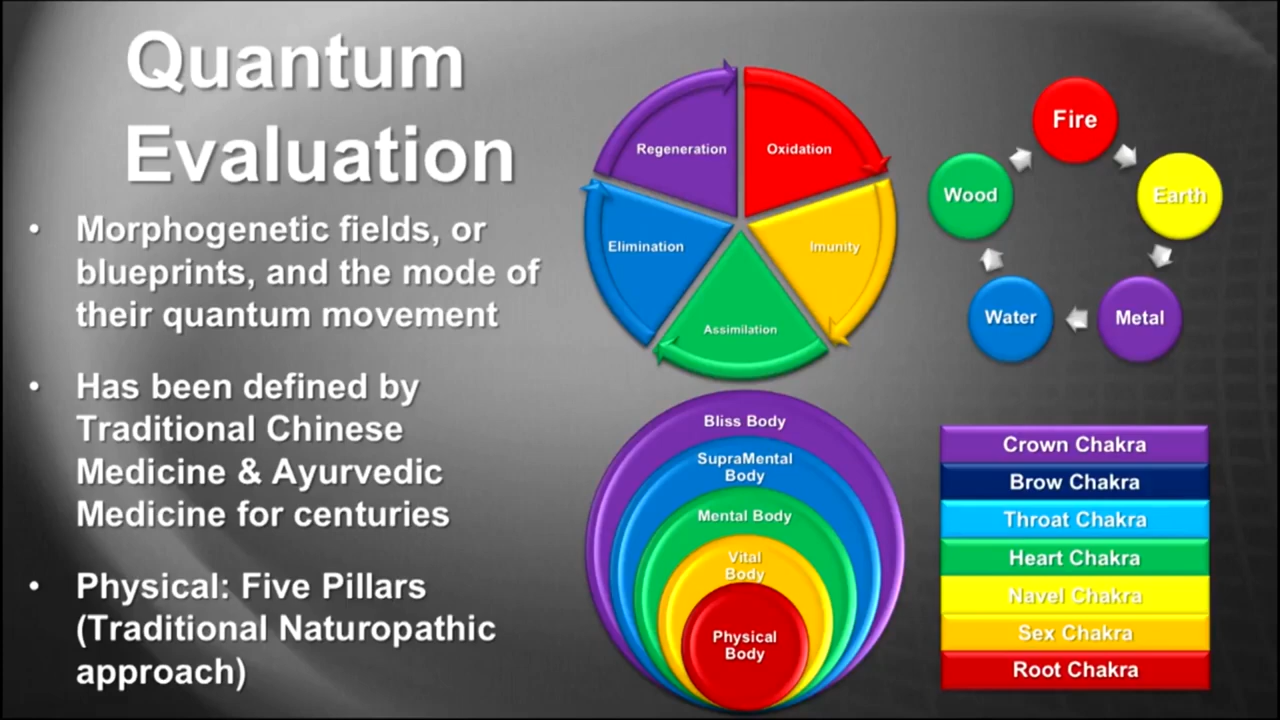 Quantum
Evaluation
• Morphogenetic fields, or
blueprints, and the mode of
their quantum movement
• Has been defined by
Traditional Chinese
Medicine & Ayurvedic
Medicine for centuries
• Physical: Five Pillars
(Traditional Naturopathic
approach)
Regeneration
Oxidation
Elimination
Imunity
Assimilation
Fire
Wood
Earth
Water
Metal
Bliss Body
SupraMental
Body
Mental Body
Vital
Body
Physical
Body
Crown Chakra
Brow Chakra
Throat Chakra
Heart Chakra
Navel Chakra
Sex Chakra
Root Chakra